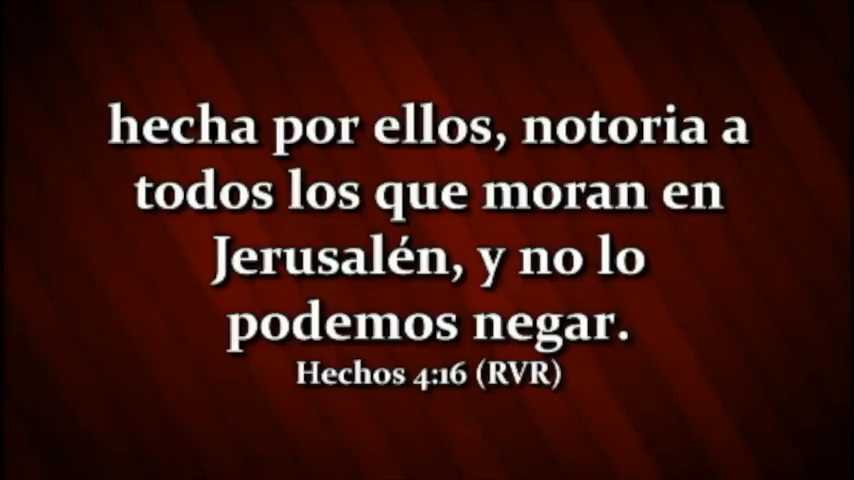 hecha por ellos, notoria a
todos los que moran en
Jerusalén, y no lo
podemos negar.
Hechos 4:16 (RVR)